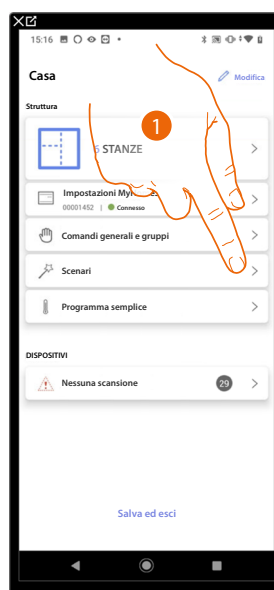 15:16
Casa
Modifica
Struttura
1
STANZE
Impostazioni
00001452 | Connesso
Comandi generali e gruppi
Scenari
Programma semplice
DISPOSITIVI
Nessuna scansione
29
Salva ed esci